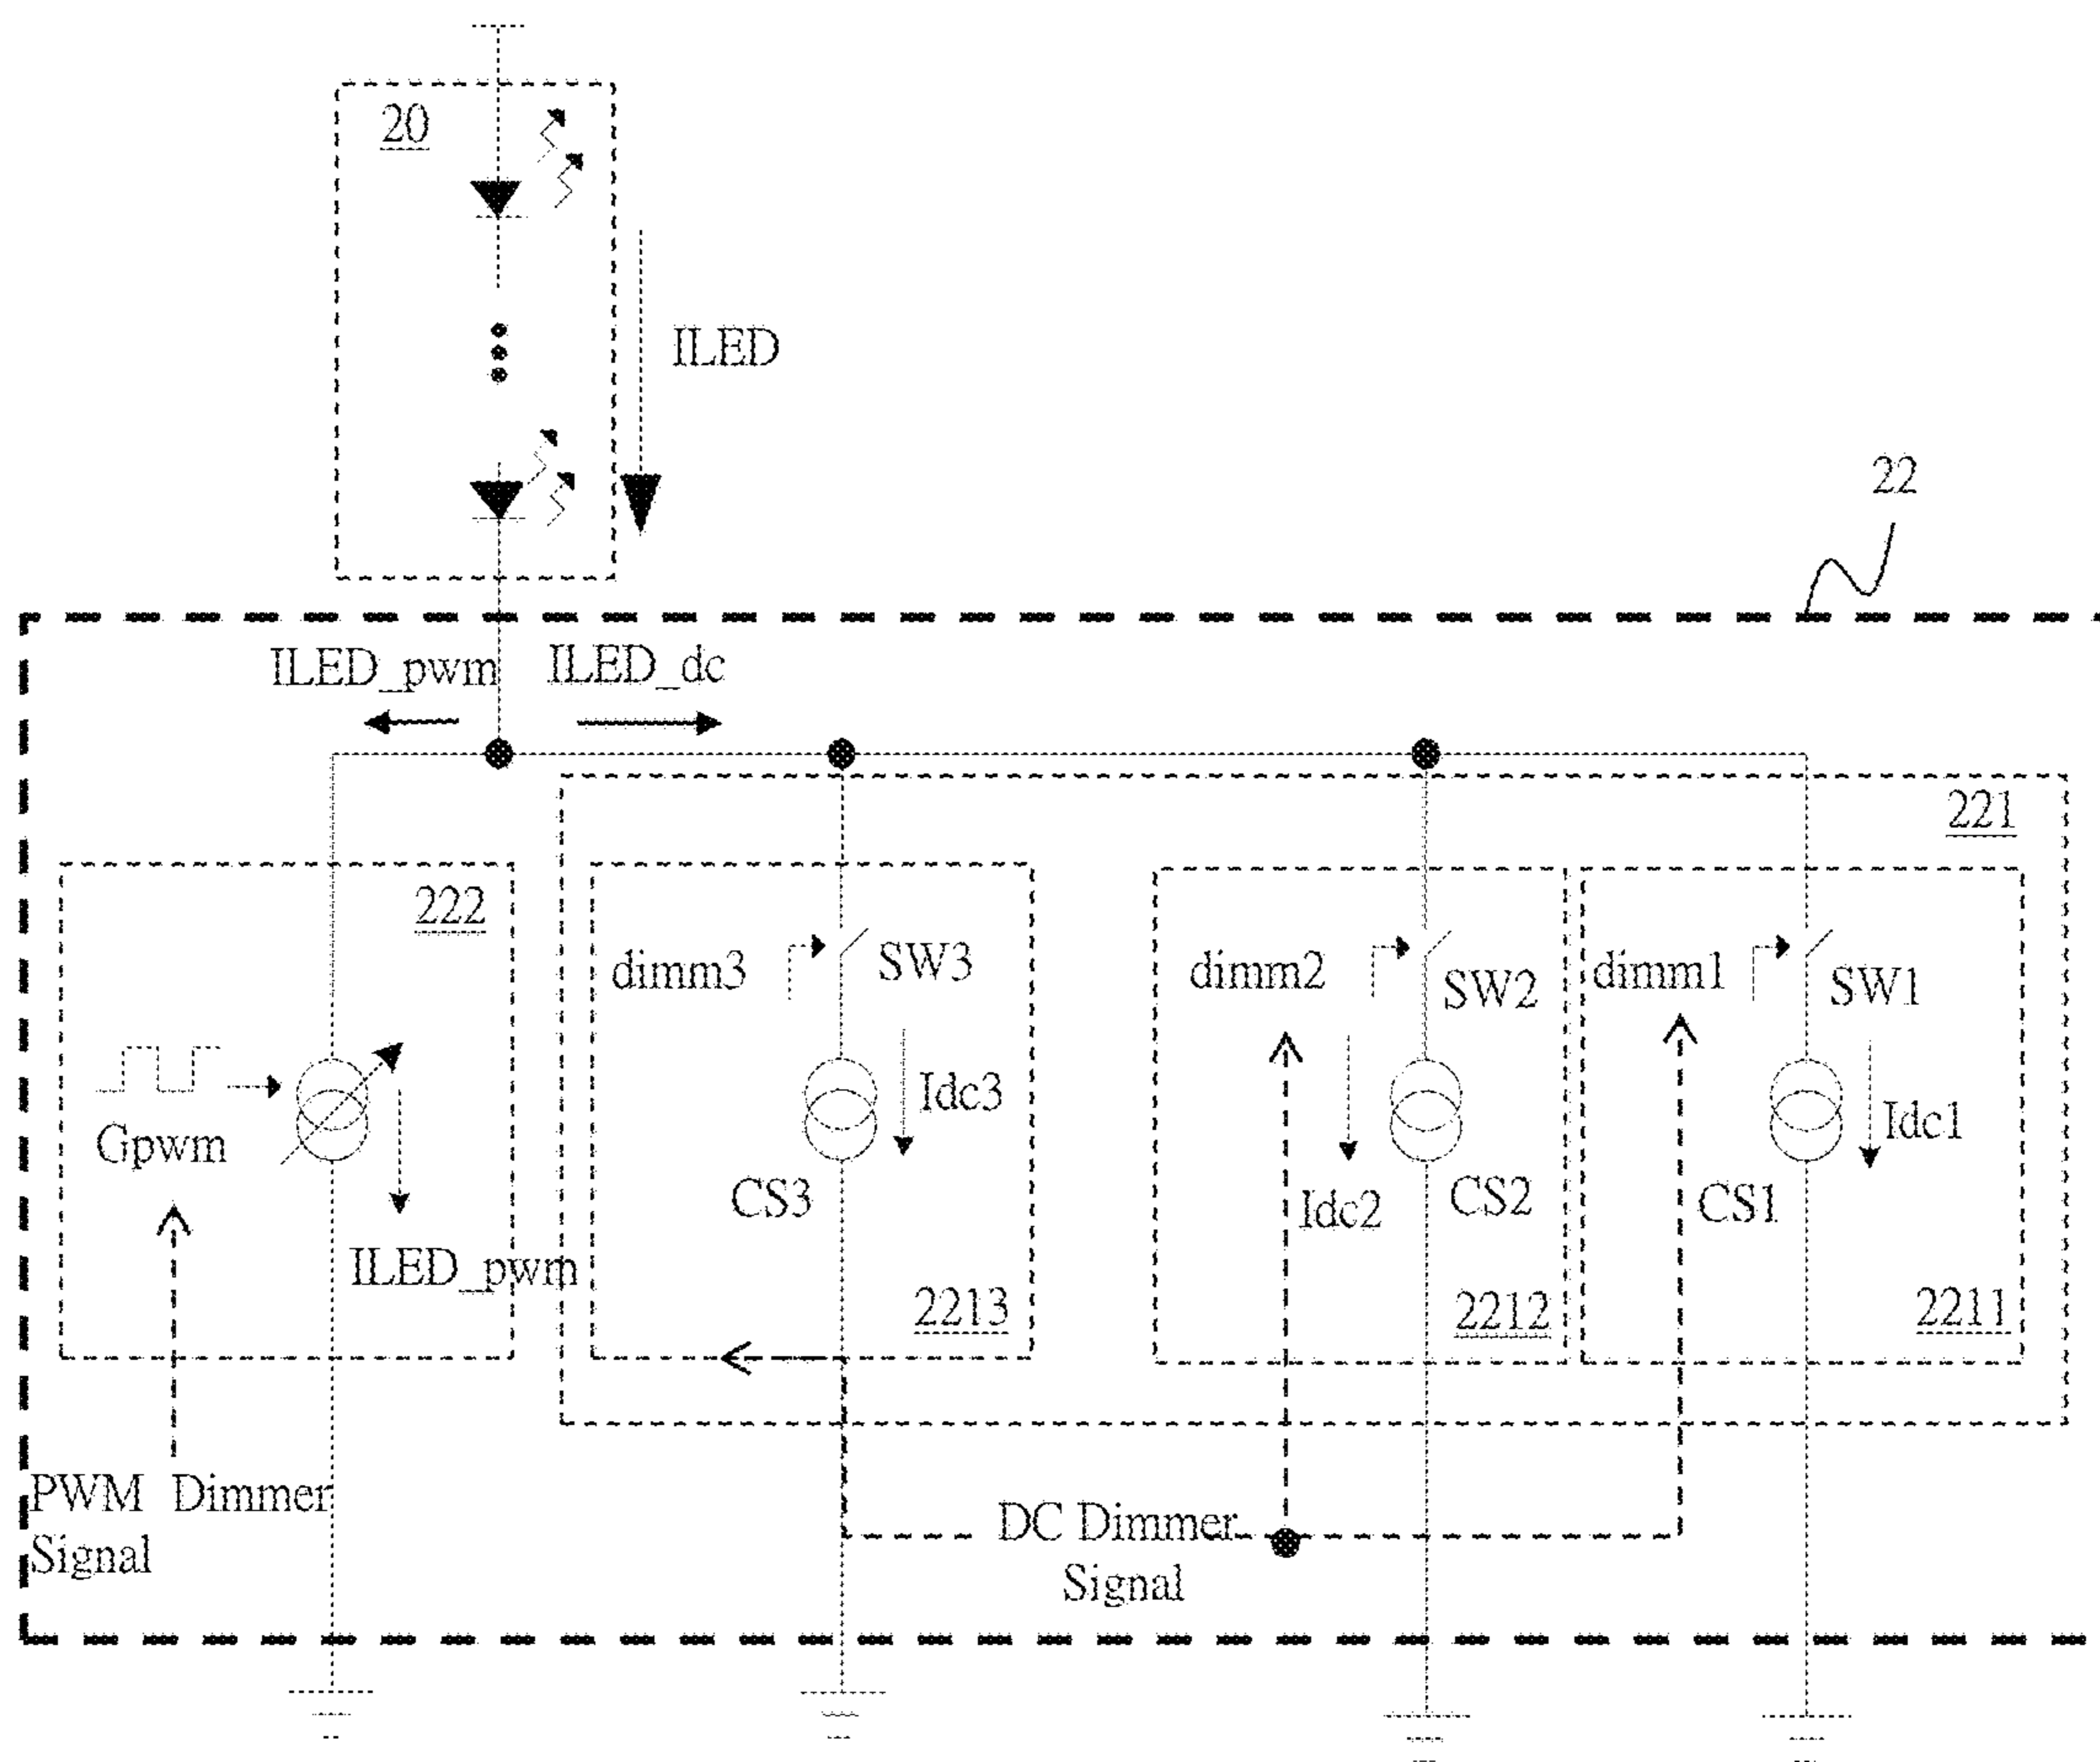 20
ILED
22
ILED_pwm
ILED_dc
221
222
dimm3
SW3
dimm2
SW2
dimm1
SW1
Gpwm
Idc3
Idc1
CS3
Idc2
CS2
CS1
ILED_pwm
2213
2212
2211
PWM Dimmer
Signal
DC Dimmer
Signal